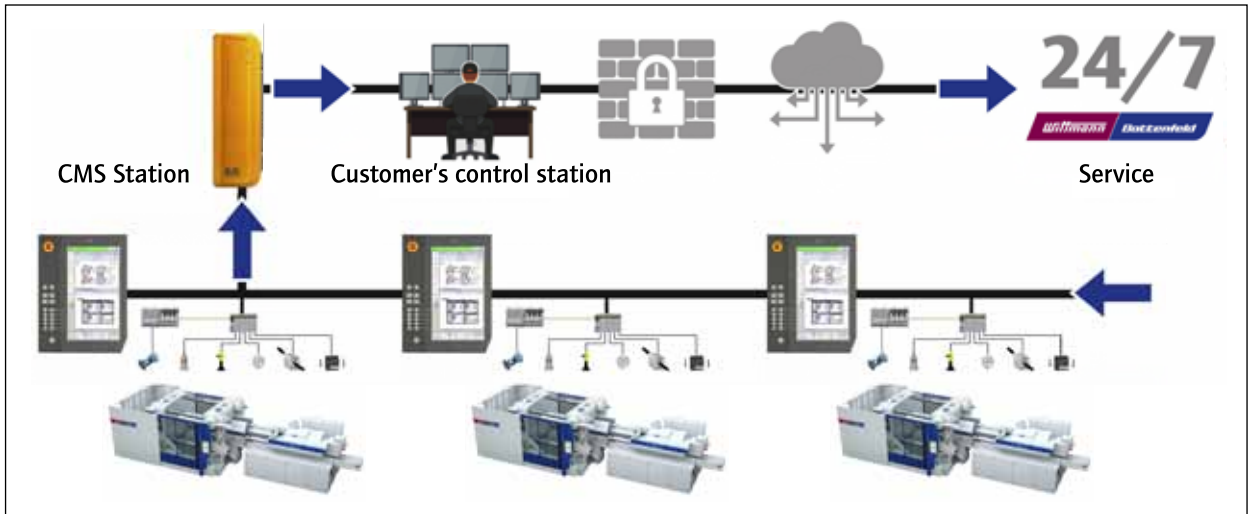 24/7
Wittmann Battenfeld
CMS Station
Customer's control station
Service